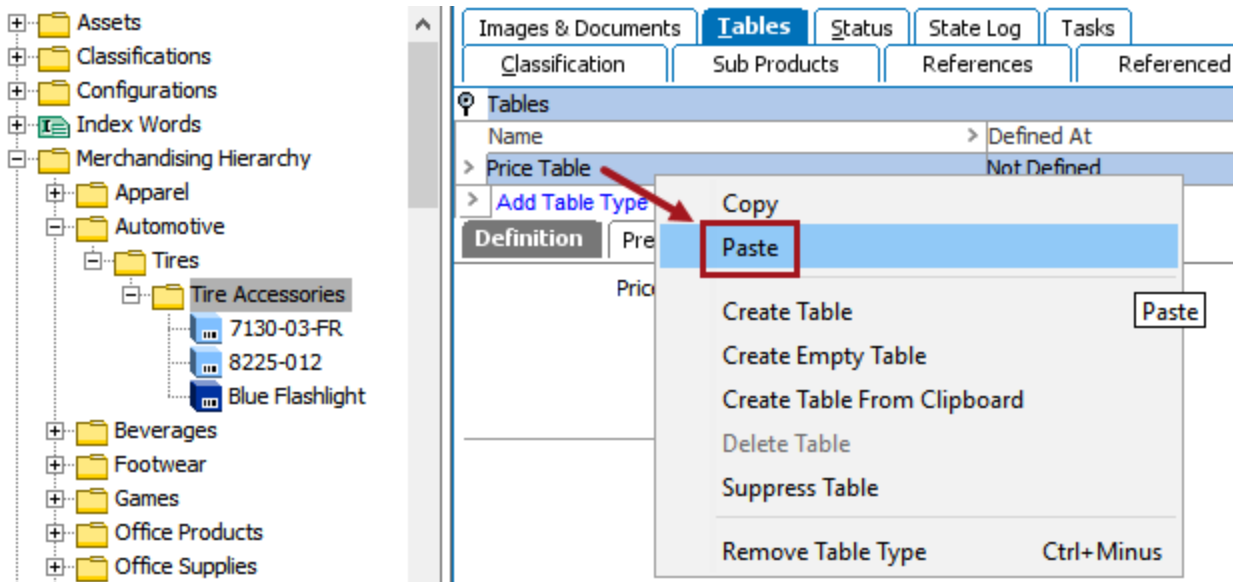 Assets
Classifications
Configurations
Index Words
Merchandising Hierarchy
Apparel
Automotive
Tires
Tire Accessories
7130-03-FR
8225-012
Blue Flashlight
Beverages
Footwear
Games
Office Products
Office Supplies
Images & Documents Tables Status State Log Tasks
Classification Sub Products References Referenced
Tables
Name > Defined At
> Price Table Not Defined
> Add Table Type
Definition Pre
Pric
Copy
Paste
Create Table Paste
Create Empty Table
Create Table From Clipboard
Delete Table
Suppress Table
Remove Table Type Ctrl+Minus